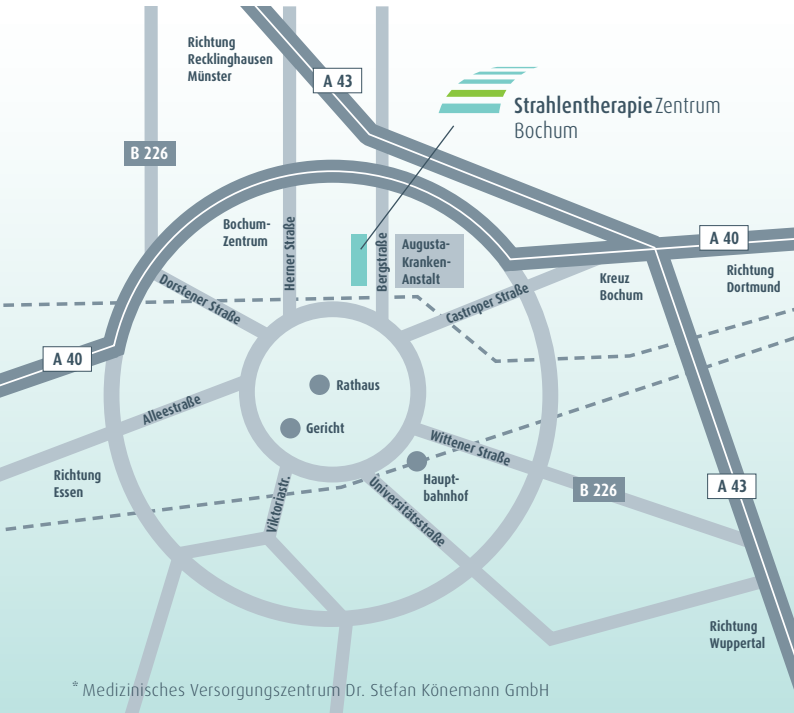 Richtung
Recklinghausen
Münster
A 43
StrahlentherapieZentrum
Bochum
B 226
Bochum-
Zentrum
Herner Straße
Bergstraße
Augusta-
Kranken-
Anstalt
A 40
Kreuz
Bochum
Richtung
Dortmund
Dorstener Straße
Castroper Straße
A 40
Rathaus
Alleestraße
Gericht
Wittener Straße
Richtung
Essen
Haupt-
bahnhof
B 226
A 43
Viktoriastr.
Universitätsstraße
Richtung
Wuppertal
* Medizinisches Versorgungszentrum Dr. Stefan Könemann GmbH